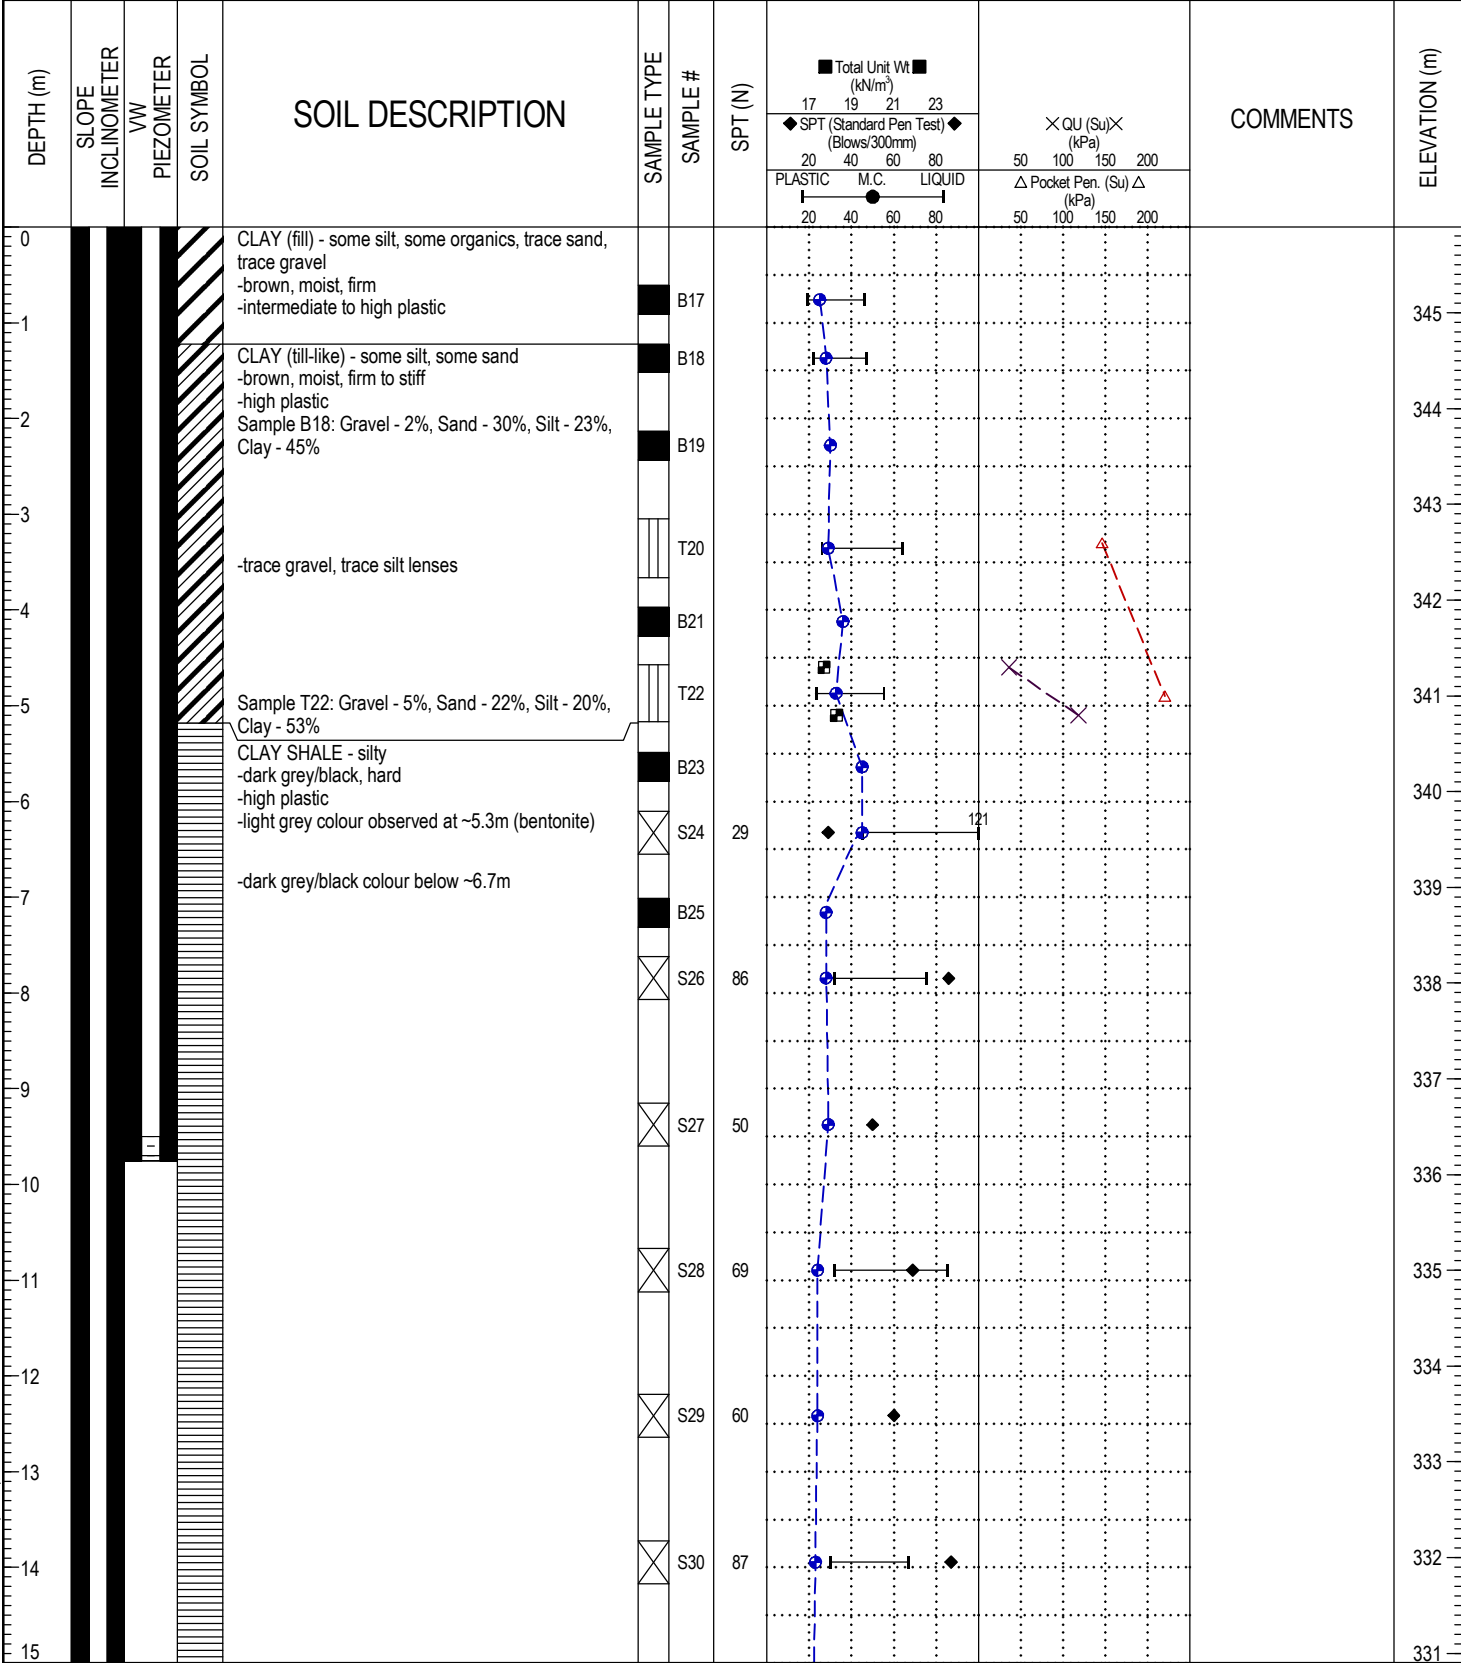 DEPTH (m)
SLOPE
INCLINOMETER
VW
PIEZOMETER
SOIL SYMBOL
SOIL DESCRIPTION
SAMPLE TYPE
SAMPLE #
SPT (N)
Total Unit Wt
(kN/m³)
17 19 21 23
SPT (Standard Pen Test)
(Blows/300mm)
20 40 60 80
PLASTIC M.C. LIQUID
20 40 60 80
QU (Su)
(kPa)
50 100 150 200
Pocket Pen. (Su)
(kPa)
50 100 150 200
COMMENTS
ELEVATION (m)
0
CLAY (fill) - some silt, some organics, trace sand,
trace gravel
-brown, moist, firm
-intermediate to high plastic
B17
345
1
CLAY (till-like) - some silt, some sand
-brown, moist, firm to stiff
-high plastic
Sample B18: Gravel - 2%, Sand - 30%, Silt - 23%,
Clay - 45%
B18
344
2
B19
343
3
T20
-trace gravel, trace silt lenses
342
4
B21
341
T22
Sample T22: Gravel - 5%, Sand - 22%, Silt - 20%,
Clay - 53%
5
CLAY SHALE - silty
-dark grey/black, hard
-high plastic
-light grey colour observed at ~5.3m (bentonite)
B23
340
6
S24 29
121
-dark grey/black colour below ~6.7m
339
7
B25
S26 86
338
8
337
9
S27 50
336
10
S28 69
335
11
334
12
S29 60
333
13
S30 87
332
14
15
331